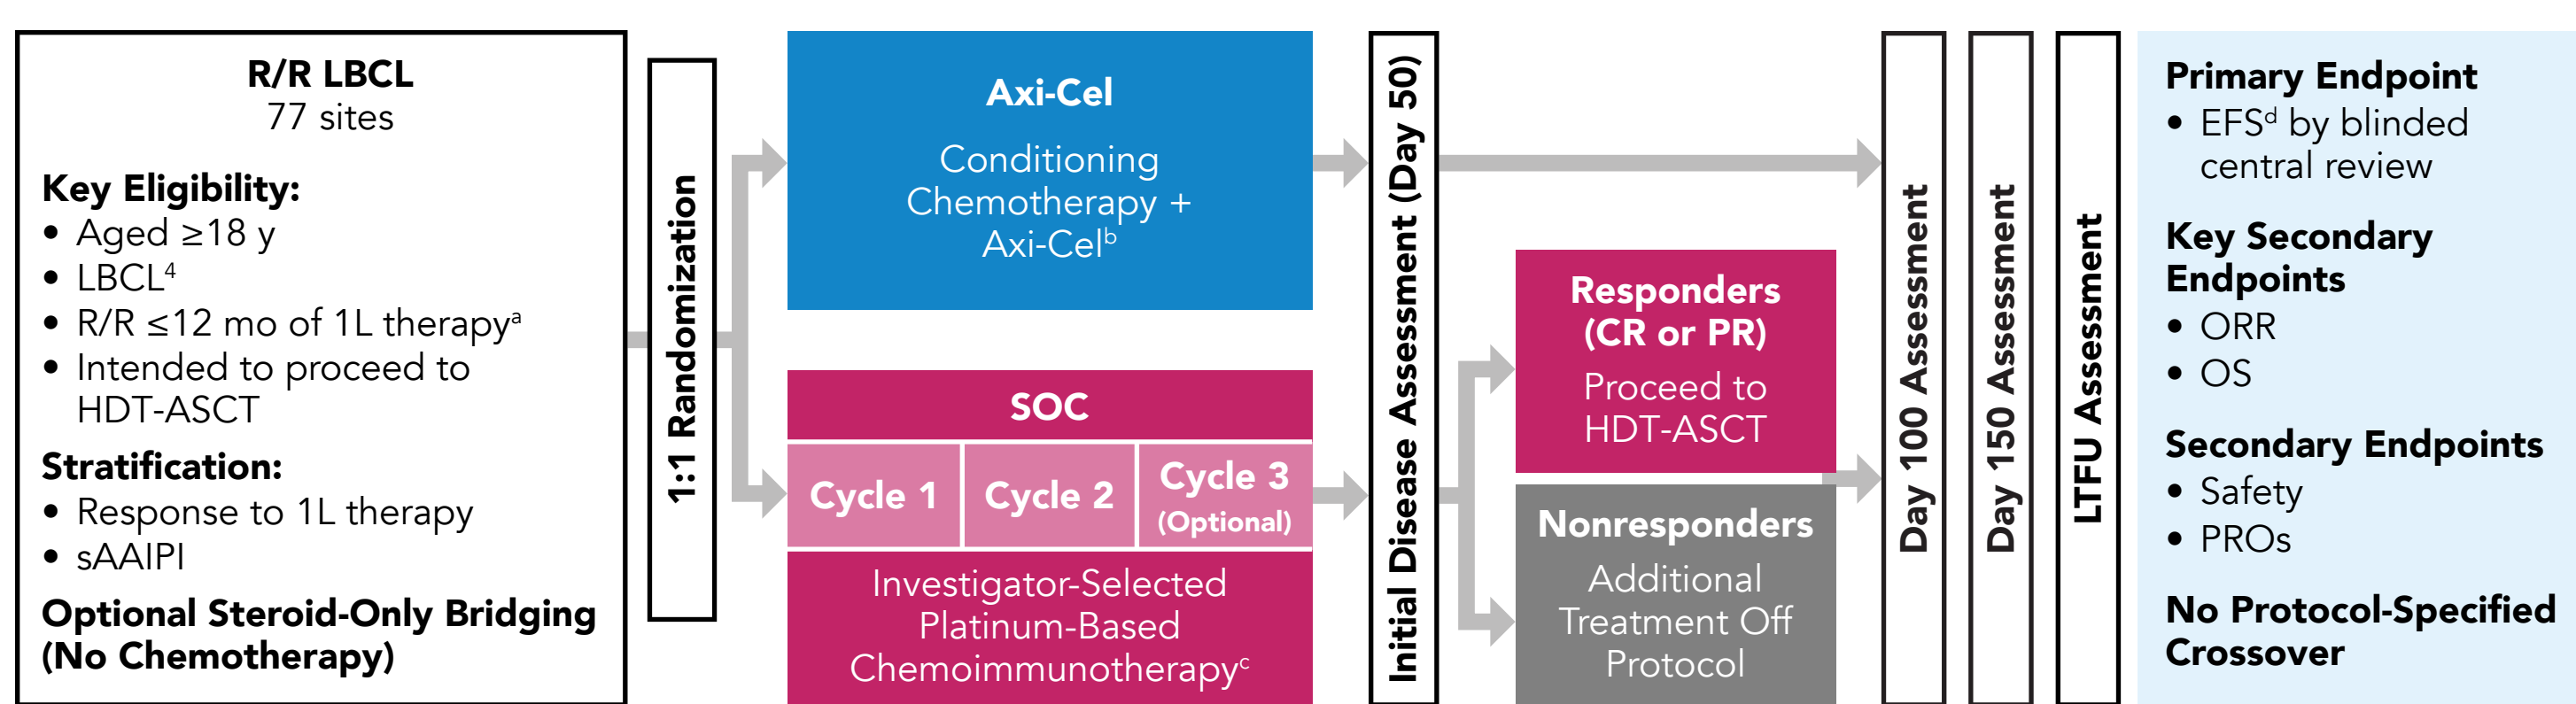 R/R LBCL
77 sites
Key Eligibility:
• Aged ≥18 y
• LBCL⁴
• R/R ≤12 mo of 1L therapyᵃ
• Intended to proceed to
HDT-ASCT
Stratification:
• Response to 1L therapy
• sAAIPI
Optional Steroid-Only Bridging
(No Chemotherapy)
1:1 Randomization
Axi-Cel
Conditioning
Chemotherapy +
Axi-Celᵇ
SOC
Cycle 1
Cycle 2
Cycle 3
(Optional)
Investigator-Selected
Platinum-Based
Chemoimmunotherapyᶜ
Initial Disease Assessment (Day 50)
Responders
(CR or PR)
Proceed to
HDT-ASCT
Nonresponders
Additional
Treatment Off
Protocol
Day 100 Assessment
Day 150 Assessment
LTFU Assessment
Primary Endpoint
• EFSᵈ by blinded
central review
Key Secondary
Endpoints
• ORR
• OS
Secondary Endpoints
• Safety
• PROs
No Protocol-Specified
Crossover